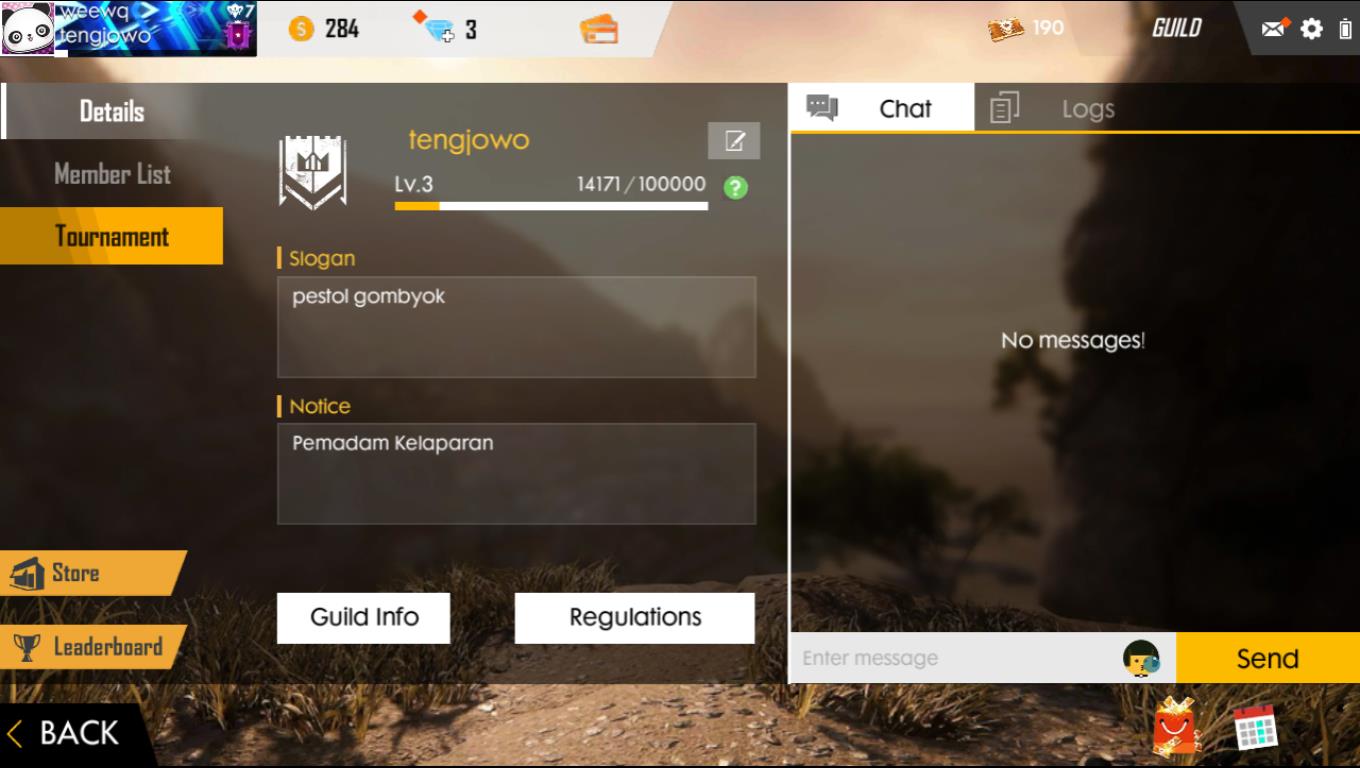 weewq
7
tengjowo
284
3
190
GUILD
Details
Member List
Tournament
tengjowo
Lv.3
14171/100000
?
Slogan
pestol gombyok
Notice
Pemadam Kelaparan
Guild Info
Regulations
Store
Leaderboard
BACK
Chat
Logs
No messages!
Enter message
Send